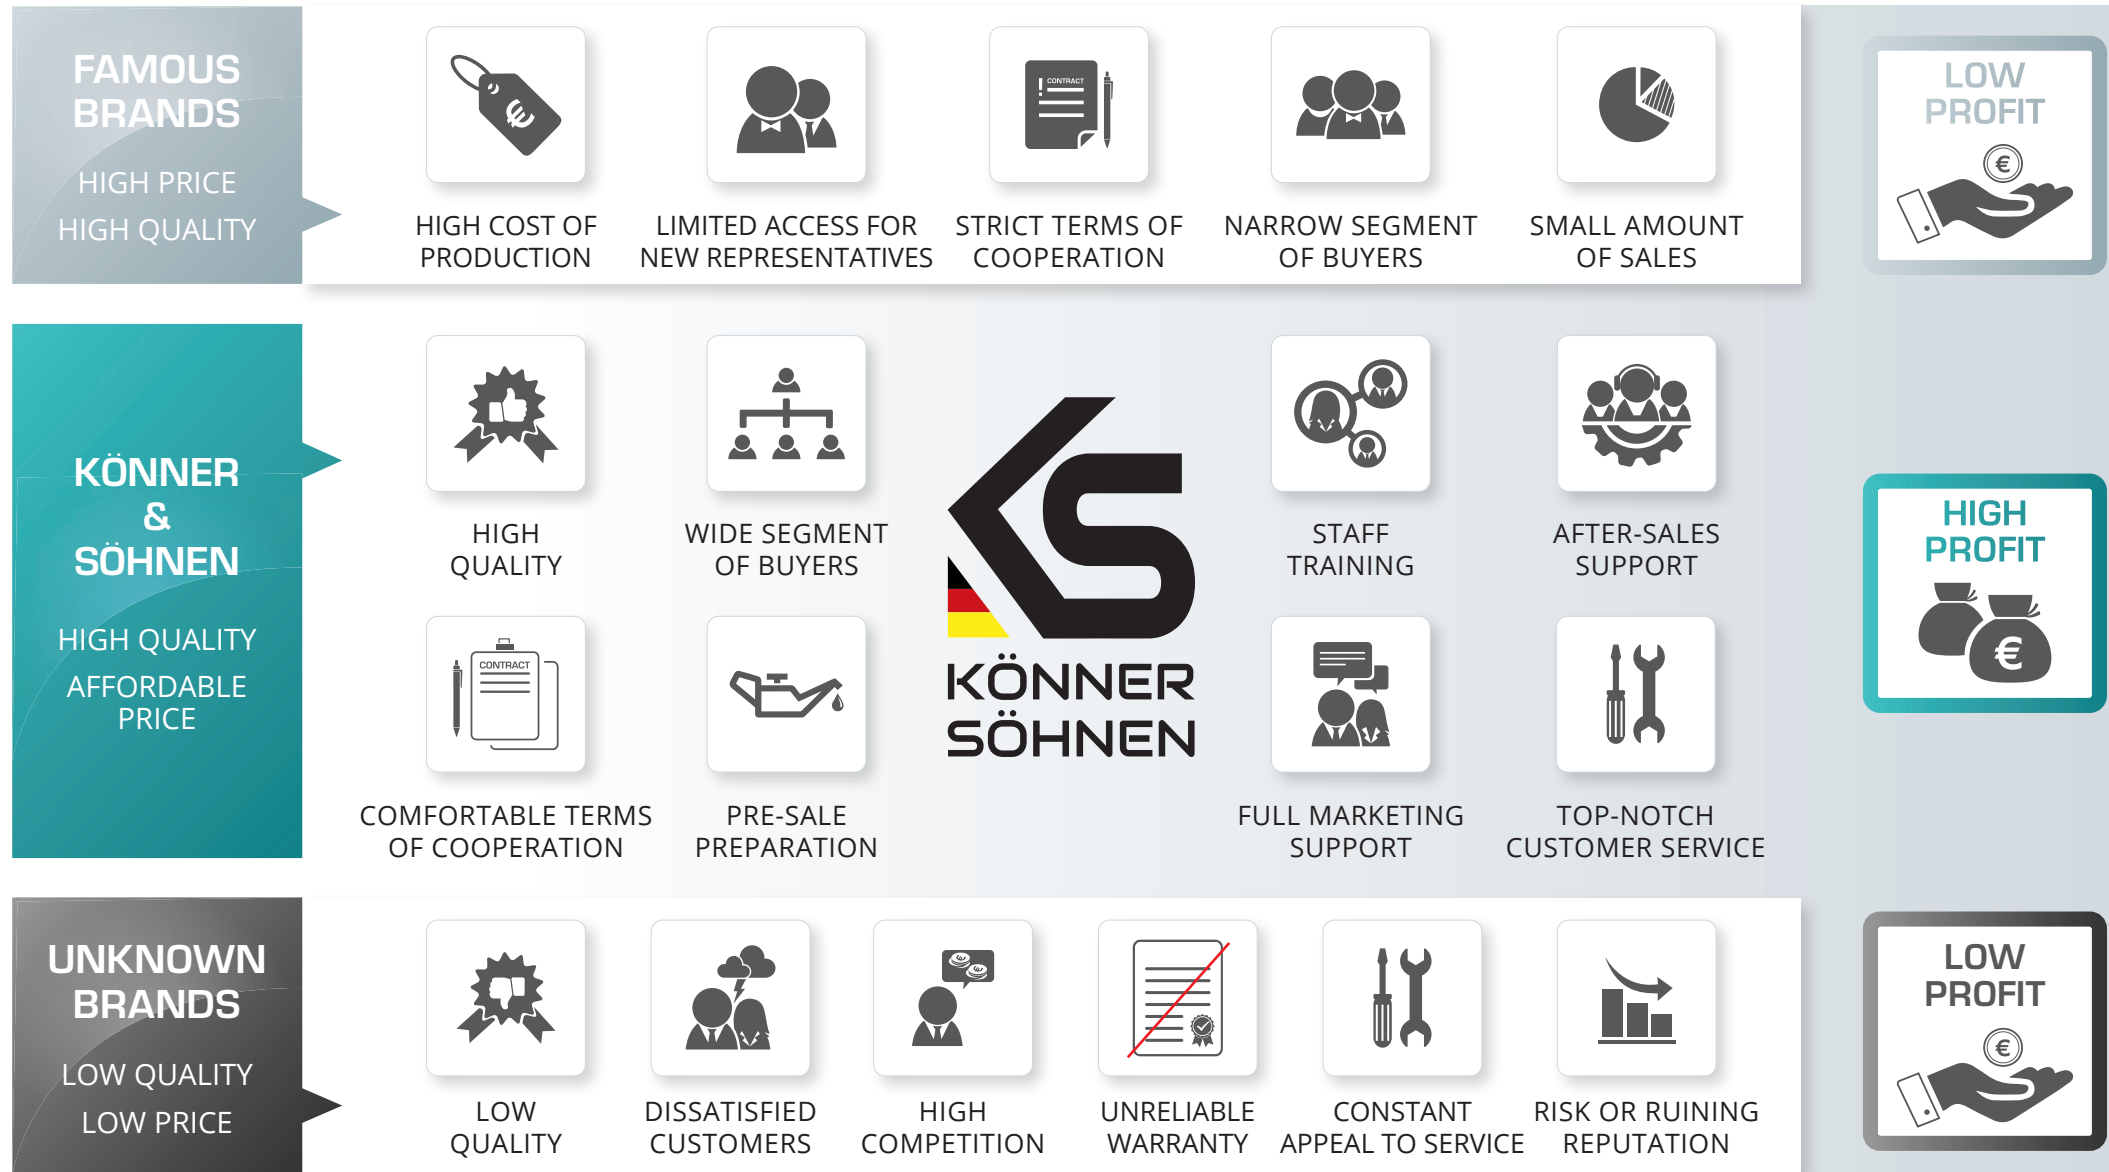 FAMOUS
BRANDS
HIGH PRICE
HIGH QUALITY
€
HIGH COST OF
PRODUCTION
LIMITED ACCESS FOR
NEW REPRESENTATIVES
! CONTRACT
STRICT TERMS OF
COOPERATION
NARROW SEGMENT
OF BUYERS
SMALL AMOUNT
OF SALES
LOW
PROFIT
€
KÖNNER
&
SÖHNEN
HIGH QUALITY
AFFORDABLE
PRICE
HIGH
QUALITY
WIDE SEGMENT
OF BUYERS
KS
KÖNNER
SÖHNEN
STAFF
TRAINING
AFTER-SALES
SUPPORT
CONTRACT
COMFORTABLE TERMS
OF COOPERATION
PRE-SALE
PREPARATION
FULL MARKETING
SUPPORT
TOP-NOTCH
CUSTOMER SERVICE
HIGH
PROFIT
€
UNKNOWN
BRANDS
LOW QUALITY
LOW PRICE
LOW
QUALITY
DISSATISFIED
CUSTOMERS
€ €
HIGH
COMPETITION
UNRELIABLE
WARRANTY
CONSTANT
APPEAL TO SERVICE
RISK OR RUINING
REPUTATION
LOW
PROFIT
€